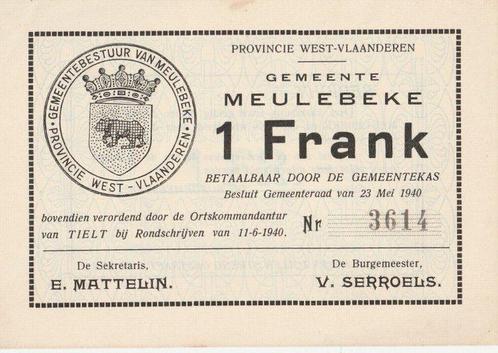 GEMEENTEBESTUUR VAN MEULEBEKE
PROVINCIE WEST-VLAANDEREN
PROVINCIE WEST-VLAANDEREN
GEMEENTE
MEULEBEKE
1 Frank
BETAALBAAR DOOR DE GEMEENTEKAS
Besluit Gemeenteraad van 23 Mei 1940
bovendien verordend door de Ortskommandantur
van TIELT bij Rondschrijven van 11-6-1940.
Nr 3614
De Sekretaris,
E. MATTELIN.
De Burgemeester,
V. SERROELS.